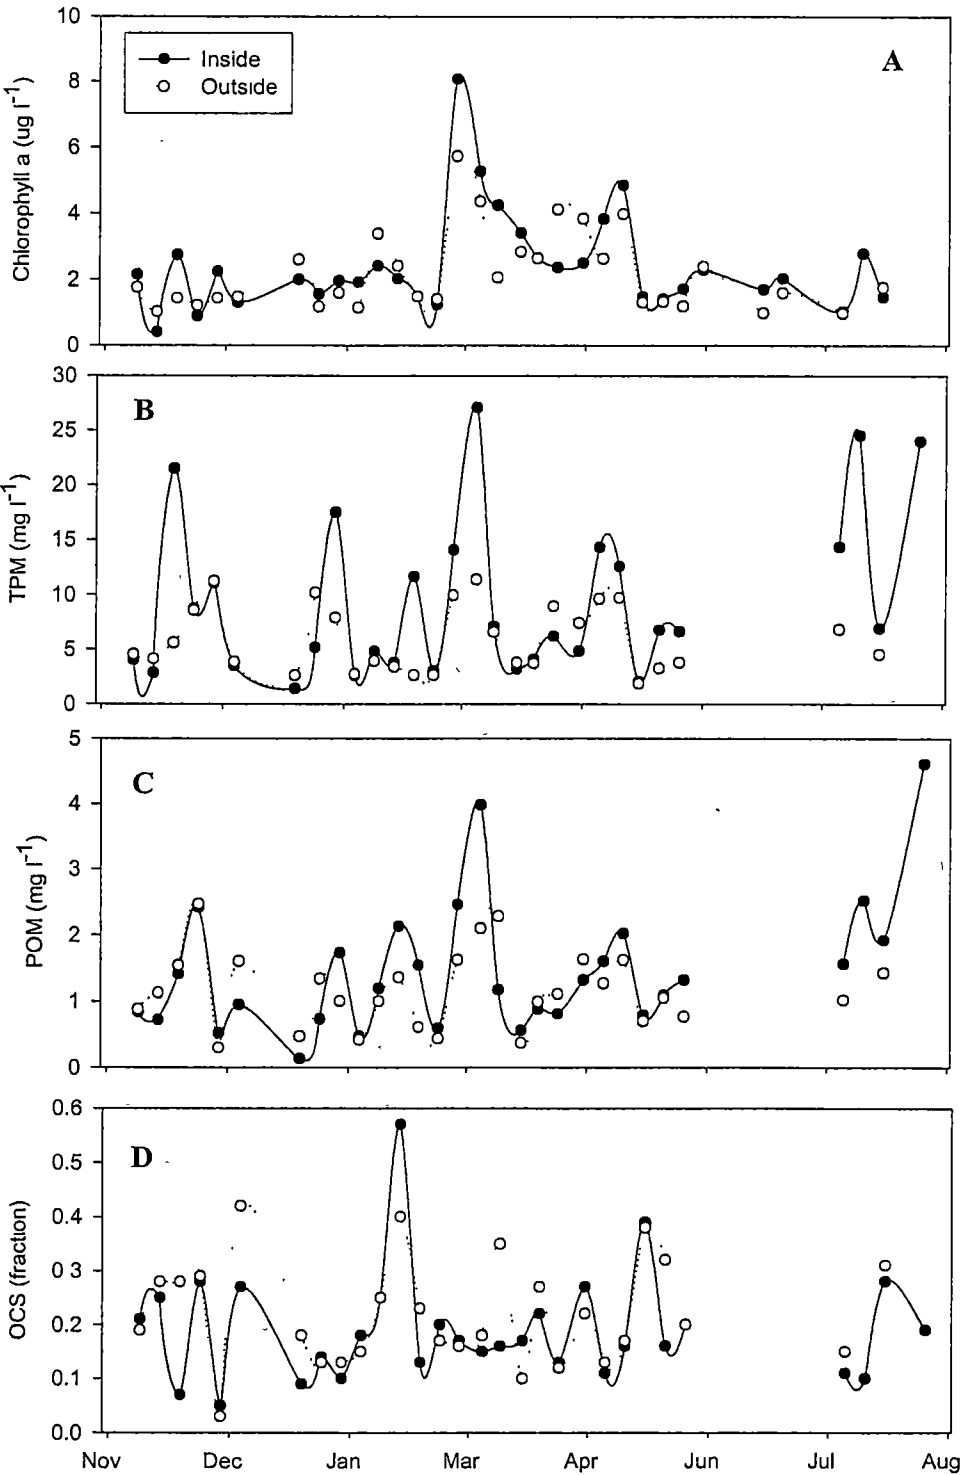 10
8
6
4
2
0
Chlorophyll a (ug l-1)
Inside
Outside
A
30
25
20
15
10
5
0
TPM (mg l-1)
B
5
4
3
2
1
0
POM (mg l-1)
C
0.6
0.5
0.4
0 3
0.2
0.1
0.0
OCS (fraction)
D
Nov Dec Jan Mar Apr Jun Jul Aug